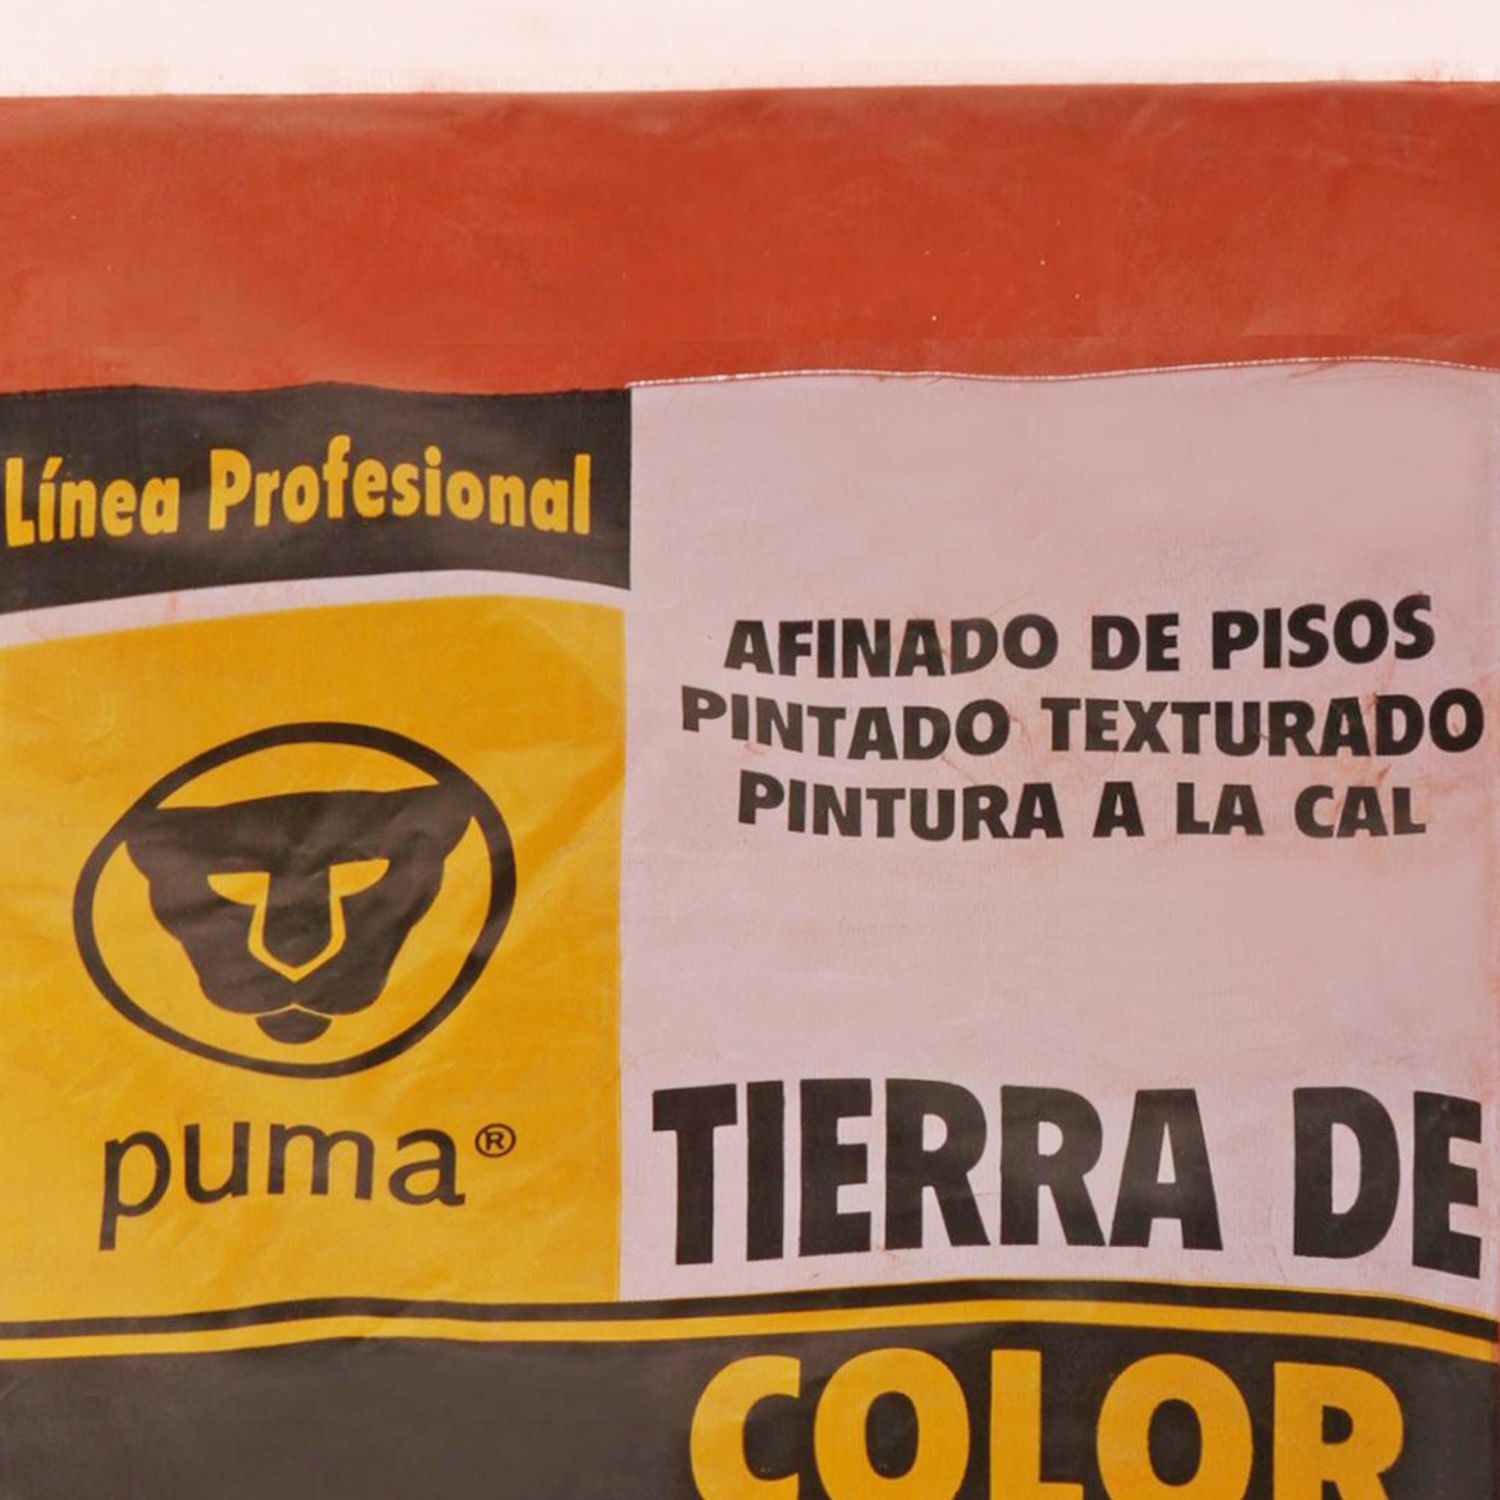 Línea Profesional
AFINADO DE PISOS
PINTADO TEXTURADO
PINTURA A LA CAL
puma®
TIERRA DE
COLOR